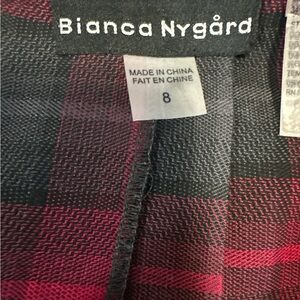 Bianca Nygård
MADE IN CHINA
FAIT EN CHINE
8